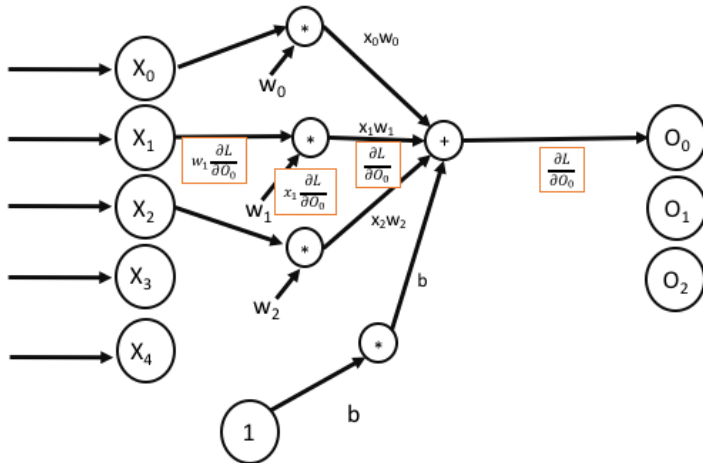 *
x₀w₀
X₀
w₀
X₁
*
x₁w₁
+
O₀
w₁ ∂L/∂O₀
x₁ ∂L/∂O₀
∂L/∂O₀
∂L/∂O₀
w₁
X₂
x₂w₂
O₁
*
X₃
w₂
b
O₂
X₄
*
1
b